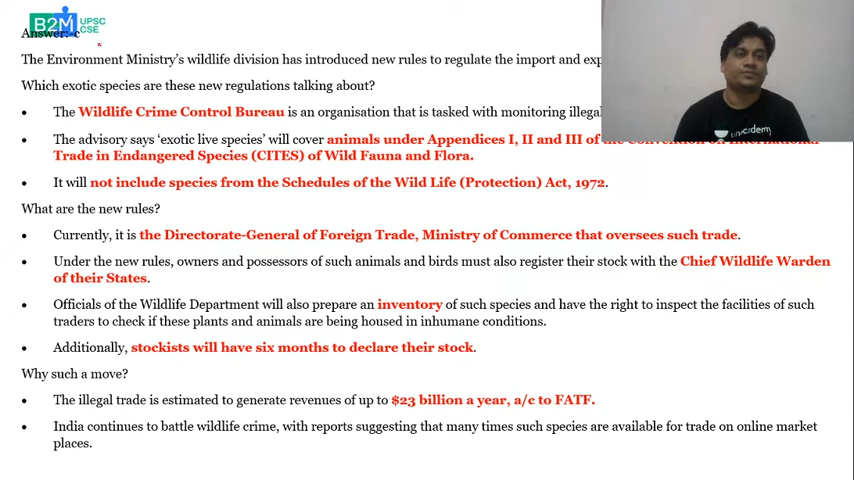 B2M UPSC
CSE
Answer:-c
The Environment Ministry's wildlife division has introduced new rules to regulate the import and exp
Which exotic species are these new regulations talking about?
• The Wildlife Crime Control Bureau is an organisation that is tasked with monitoring illegal
• The advisory says 'exotic live species' will cover animals under Appendices I, II and III of the Convention on International
Trade in Endangered Species (CITES) of Wild Fauna and Flora.
• It will not include species from the Schedules of the Wild Life (Protection) Act, 1972.
What are the new rules?
• Currently, it is the Directorate-General of Foreign Trade, Ministry of Commerce that oversees such trade.
• Under the new rules, owners and possessors of such animals and birds must also register their stock with the Chief Wildlife Warden
of their States.
• Officials of the Wildlife Department will also prepare an inventory of such species and have the right to inspect the facilities of such
traders to check if these plants and animals are being housed in inhumane conditions.
• Additionally, stockists will have six months to declare their stock.
Why such a move?
• The illegal trade is estimated to generate revenues of up to $23 billion a year, a/c to FATF.
• India continues to battle wildlife crime, with reports suggesting that many times such species are available for trade on online market
places.